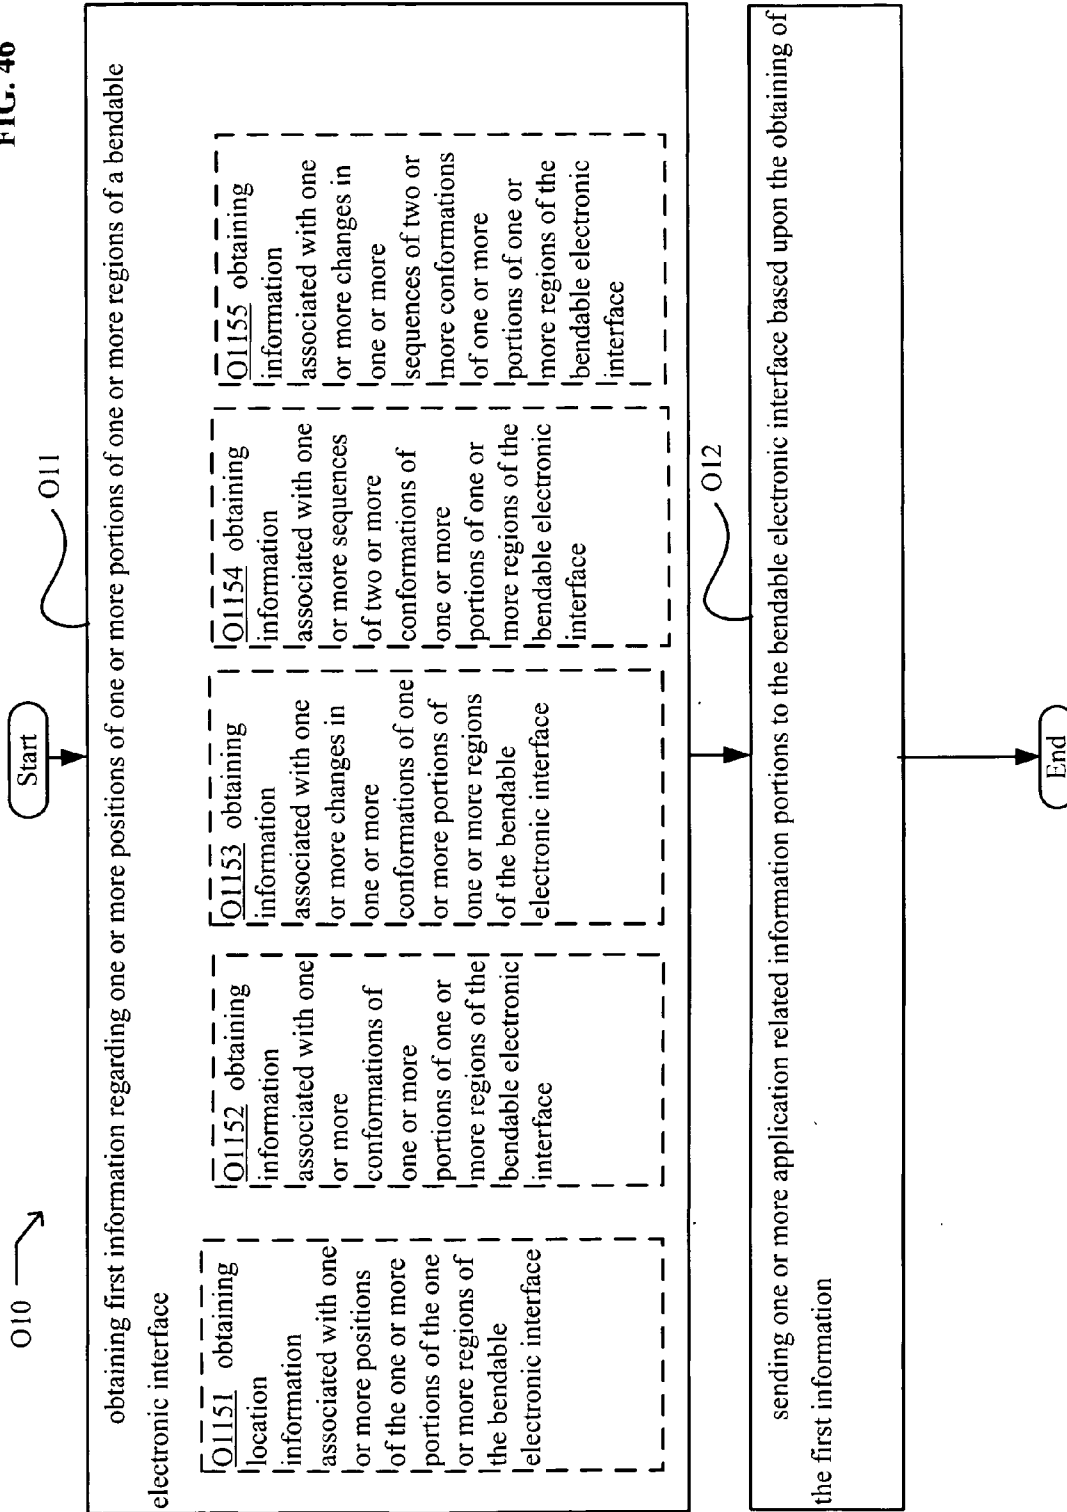 FIG. 46
O10
Start
O11
obtaining first information regarding one or more positions of one or more portions of one or more regions of a bendable
electronic interface
O1151 obtaining
location
information
associated with one
or more positions
of the one or more
portions of the one
or more regions of
the bendable
electronic interface
O1152 obtaining
information
associated with one
or more
conformations of
one or more
portions of one or
more regions of the
bendable electronic
interface
O1153 obtaining
information
associated with one
or more changes in
one or more
conformations of one
or more portions of
one or more regions
of the bendable
electronic interface
O1154 obtaining
information
associated with one
or more sequences
of two or more
conformations of
one or more
portions of one or
more regions of the
bendable electronic
interface
O1155 obtaining
information
associated with one
or more changes in
one or more
sequences of two or
more conformations
of one or more
portions of one or
more regions of the
bendable electronic
interface
O12
sending one or more application related information portions to the bendable electronic interface based upon the obtaining of
the first information
End